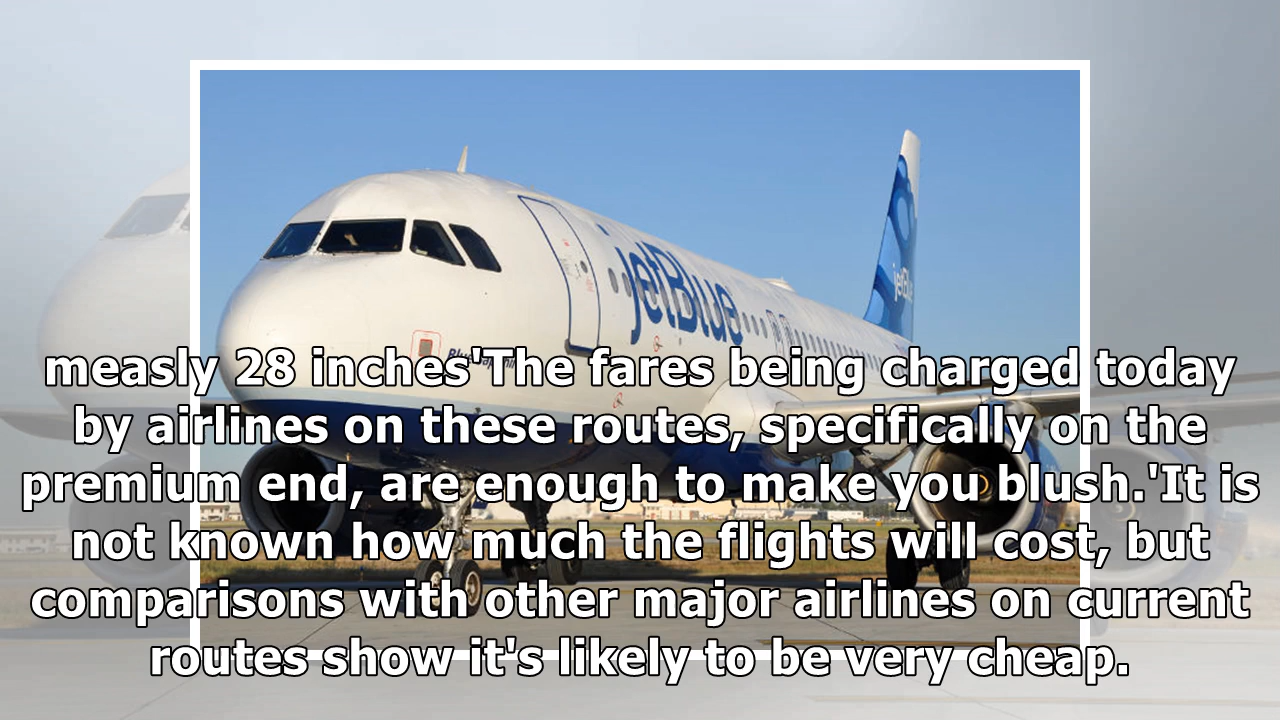 jetBlue
jetBlue
measly 28 inches'The fares being charged today
by airlines on these routes, specifically on the
premium end, are enough to make you blush.'It is
not known how much the flights will cost, but
comparisons with other major airlines on current
routes show it's likely to be very cheap.